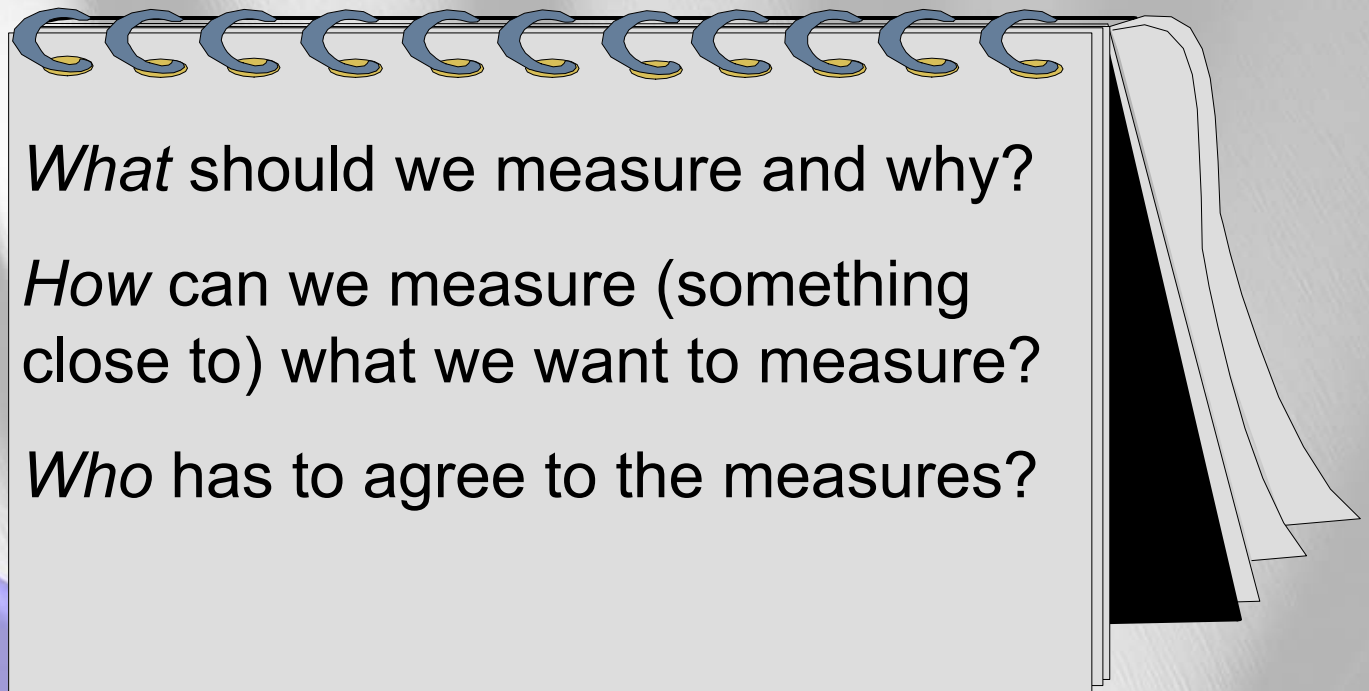 What should we measure and why?
How can we measure (something
close to) what we want to measure?
Who has to agree to the measures?